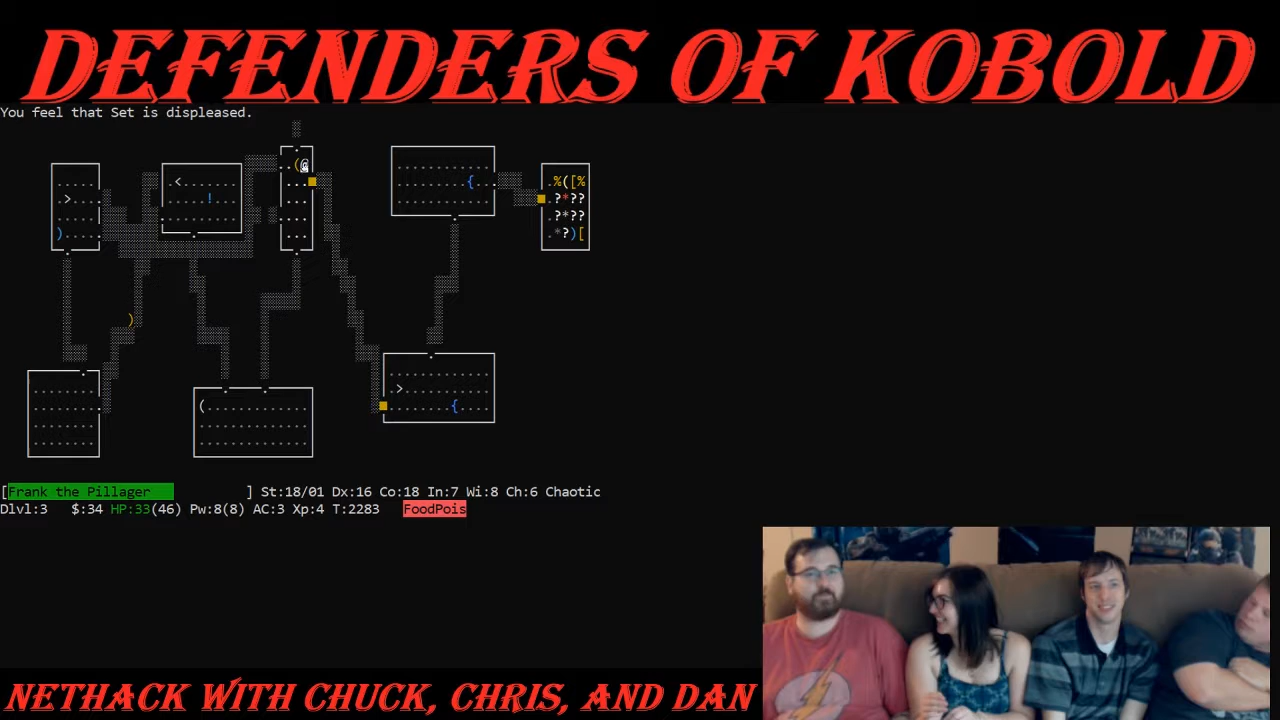 DEFENDERS OF KOBOLD
You feel that Set is displeased.
[Frank the Pillager ] St:18/01 Dx:16 Co:18 In:7 Wi:8 Ch:6 Chaotic
Dlvl:3 $:34 HP:33(46) Pw:8(8) AC:3 Xp:4 T:2283 FoodPois
NETHACK WITH CHUCK, CHRIS, AND DAN